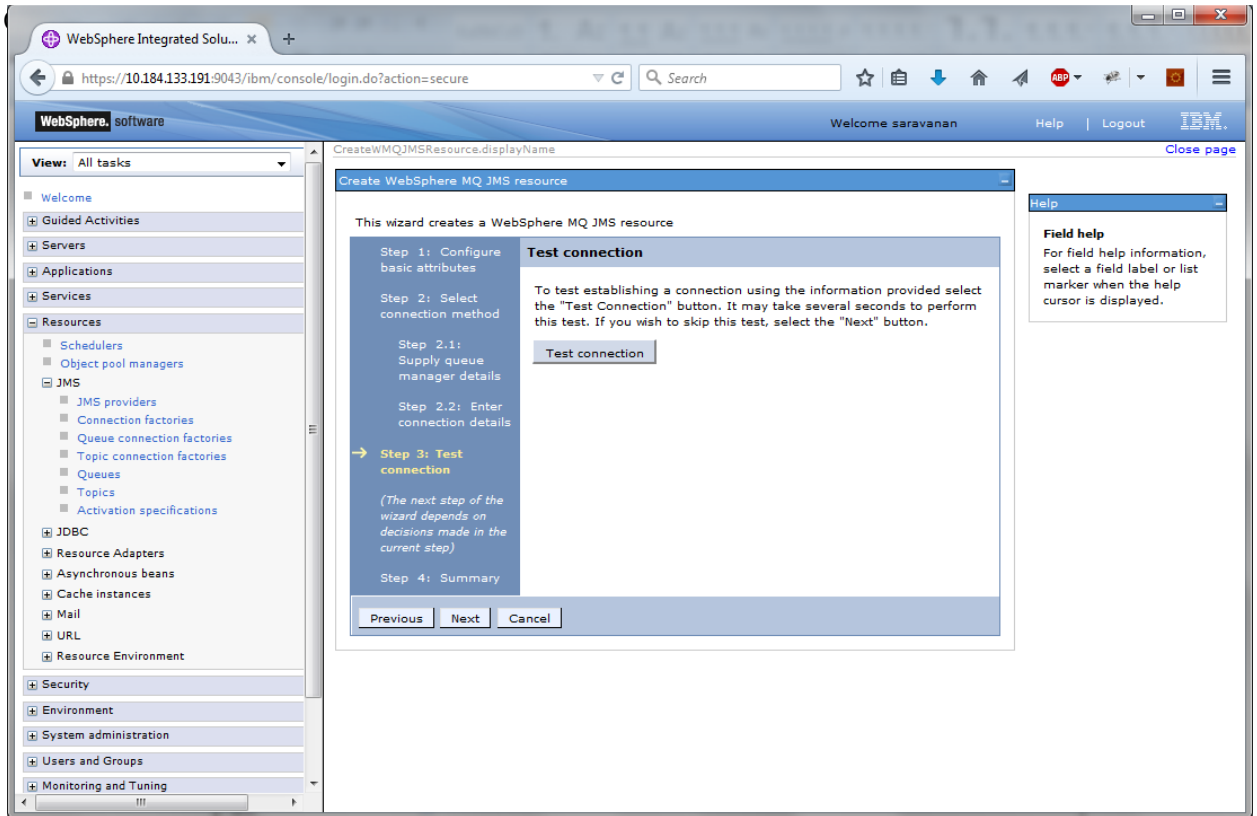 WebSphere Integrated Solu... × +
https://10.184.133.191:9043/ibm/console/login.do?action=secure
Search
ABP
WebSphere. software
Welcome saravanan
Help | Logout
IBM.
View: All tasks
Welcome
Guided Activities
Servers
Applications
Services
Resources
Schedulers
Object pool managers
JMS
JMS providers
Connection factories
Queue connection factories
Topic connection factories
Queues
Topics
Activation specifications
JDBC
Resource Adapters
Asynchronous beans
Cache instances
Mail
URL
Resource Environment
Security
Environment
System administration
Users and Groups
Monitoring and Tuning
CreateWMQJMSResource.displayName
Close page
Create WebSphere MQ JMS resource
This wizard creates a WebSphere MQ JMS resource
Step 1: Configure
basic attributes
Step 2: Select
connection method
Step 2.1:
Supply queue
manager details
Step 2.2: Enter
connection details
Step 3: Test
connection
(The next step of the
wizard depends on
decisions made in the
current step)
Step 4: Summary
Test connection
To test establishing a connection using the information provided select
the "Test Connection" button. It may take several seconds to perform
this test. If you wish to skip this test, select the "Next" button.
Test connection
Previous
Next
Cancel
Help
Field help
For field help information,
select a field label or list
marker when the help
cursor is displayed.